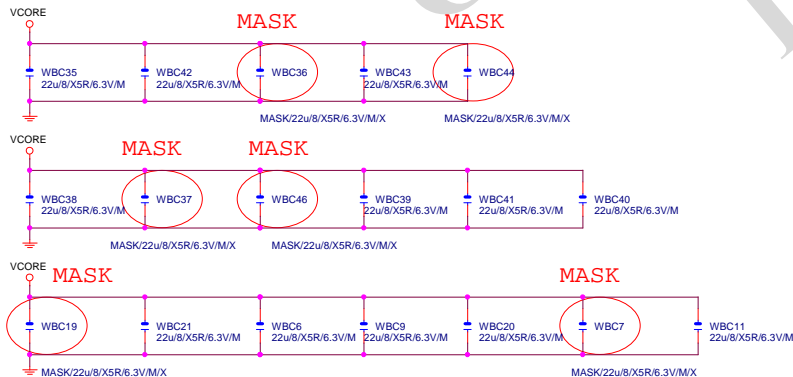 MASK MASK
VCORE
WBC35 WBC42 WBC36 WBC43 WBC44
22u/8/X5R/6.3V/M 22u/8/X5R/6.3V/M 22u/8/X5R/6.3V/M
MASK/22u/8/X5R/6.3V/M/X MASK/22u/8/X5R/6.3V/M/X
VCORE
MASK MASK
WBC38 WBC37 WBC46 WBC39 WBC41 WBC40
22u/8/X5R/6.3V/M 22u/8/X5R/6.3V/M 22u/8/X5R/6.3V/M 22u/8/X5R/6.3V/M
MASK/22u/8/X5R/6.3V/M/X MASK/22u/8/X5R/6.3V/M/X
VCORE
MASK MASK
WBC19 WBC21 WBC6 WBC9 WBC20 WBC7 WBC11
22u/8/X5R/6.3V/M 22u/8/X5R/6.3V/M 22u/8/X5R/6.3V/M 22u/8/X5R/6.3V/M 22u/8/X5R/6.3V/M
MASK/22u/8/X5R/6.3V/M/X MASK/22u/8/X5R/6.3V/M/X